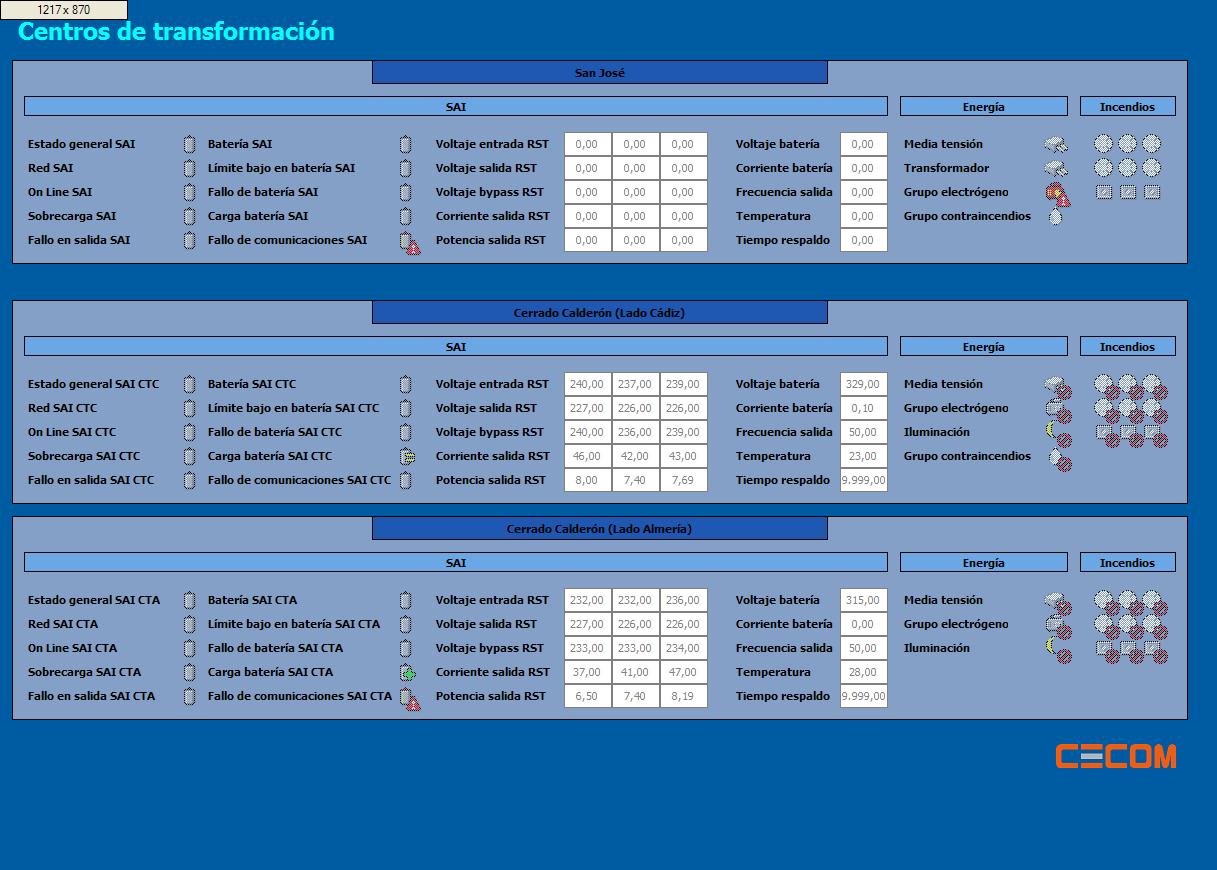 1217 x 870
Centros de transformación
San José
SAI Energía Incendios
Estado general SAI Batería SAI Voltaje entrada RST 0,00 0,00 0,00 Voltaje batería 0,00 Media tensión
Red SAI Límite bajo en batería SAI Voltaje salida RST 0,00 0,00 0,00 Corriente batería 0,00 Transformador
On Line SAI Fallo de batería SAI Voltaje bypass RST 0,00 0,00 0,00 Frecuencia salida 0,00 Grupo electrógeno
Sobrecarga SAI Carga batería SAI Corriente salida RST 0,00 0,00 0,00 Temperatura 0,00 Grupo contraincendios
Fallo en salida SAI Fallo de comunicaciones SAI Potencia salida RST 0,00 0,00 0,00 Tiempo respaldo 0,00
Cerrado Calderón (Lado Cádiz)
SAI Energía Incendios
Estado general SAI CTC Batería SAI CTC Voltaje entrada RST 240,00 237,00 239,00 Voltaje batería 329,00 Media tensión
Red SAI CTC Límite bajo en batería SAI CTC Voltaje salida RST 227,00 226,00 226,00 Corriente batería 0,10 Grupo electrógeno
On Line SAI CTC Fallo de batería SAI CTC Voltaje bypass RST 240,00 236,00 239,00 Frecuencia salida 50,00 Iluminación
Sobrecarga SAI CTC Carga batería SAI CTC Corriente salida RST 46,00 42,00 43,00 Temperatura 23,00 Grupo contraincendios
Fallo en salida SAI CTC Fallo de comunicaciones SAI CTC Potencia salida RST 8,00 7,40 7,69 Tiempo respaldo 9.999,00
Cerrado Calderón (Lado Almería)
SAI Energía Incendios
Estado general SAI CTA Batería SAI CTA Voltaje entrada RST 232,00 232,00 236,00 Voltaje batería 315,00 Media tensión
Red SAI CTA Límite bajo en batería SAI CTA Voltaje salida RST 227,00 226,00 226,00 Corriente batería 0,00 Grupo electrógeno
On Line SAI CTA Fallo de batería SAI CTA Voltaje bypass RST 233,00 233,00 234,00 Frecuencia salida 50,00 Iluminación
Sobrecarga SAI CTA Carga batería SAI CTA Corriente salida RST 37,00 41,00 47,00 Temperatura 28,00
Fallo en salida SAI CTA Fallo de comunicaciones SAI CTA Potencia salida RST 6,50 7,40 8,19 Tiempo respaldo 9.999,00
CECOM